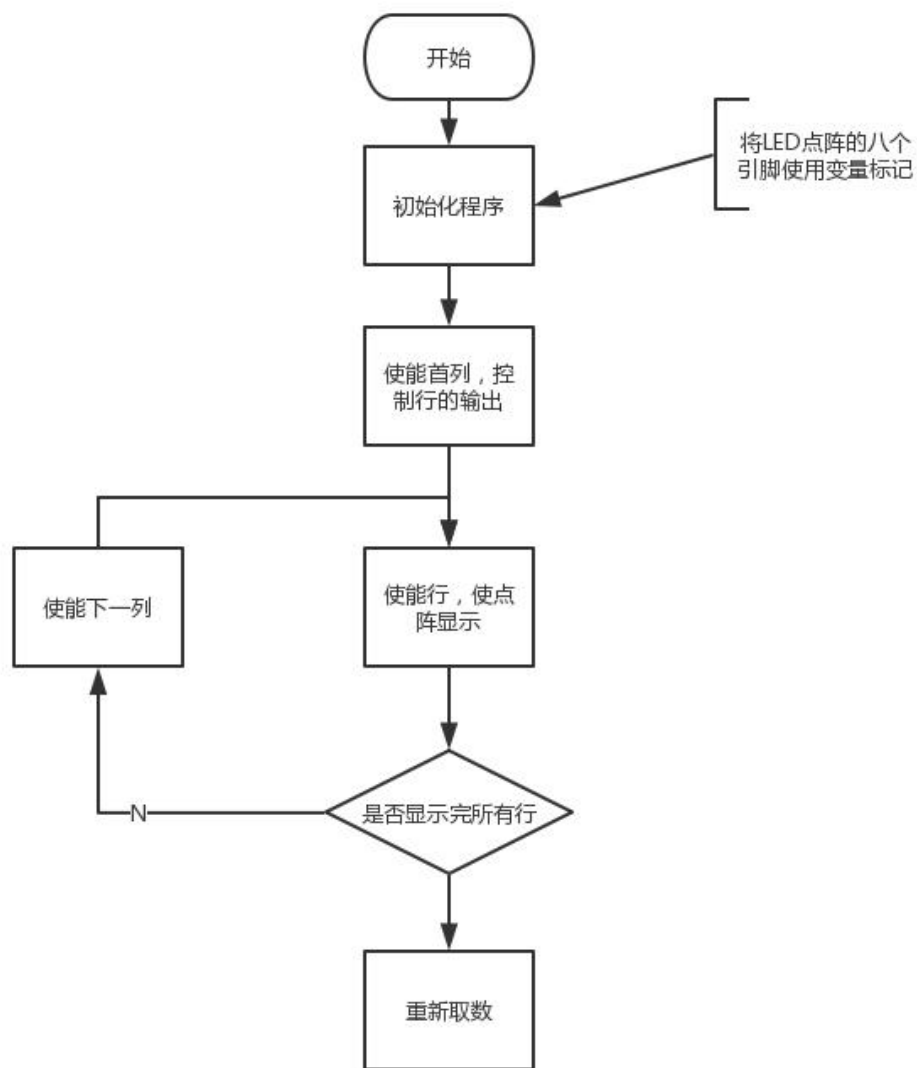 开始
将LED点阵的八个
引脚使用变量标记
初始化程序
使能首列，控
制行的输出
使能下一列
使能行，使点
阵显示
是否显示完所有行
N
重新取数